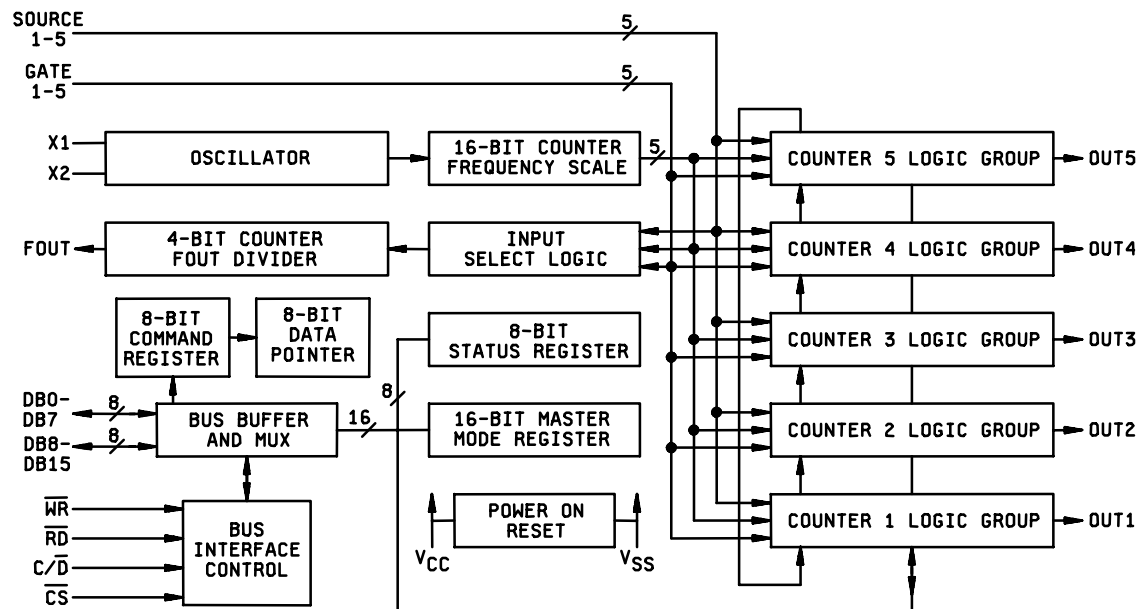 SOURCE
1-5
5
GATE
1-5
5
X1
X2
OSCILLATOR
16-BIT COUNTER
FREQUENCY SCALE
5
COUNTER 5 LOGIC GROUP
OUT5
FOUT
4-BIT COUNTER
FOUT DIVIDER
INPUT
SELECT LOGIC
COUNTER 4 LOGIC GROUP
OUT4
8-BIT
COMMAND
REGISTER
8-BIT
DATA
POINTER
8-BIT
STATUS REGISTER
COUNTER 3 LOGIC GROUP
OUT3
8
DB0-
DB7
8
DB8-
DB15
8
BUS BUFFER
AND MUX
16
16-BIT MASTER
MODE REGISTER
COUNTER 2 LOGIC GROUP
OUT2
W̅R̅
R̅D̅
C/D̅
C̅S̅
BUS
INTERFACE
CONTROL
POWER ON
RESET
VCC
VSS
COUNTER 1 LOGIC GROUP
OUT1